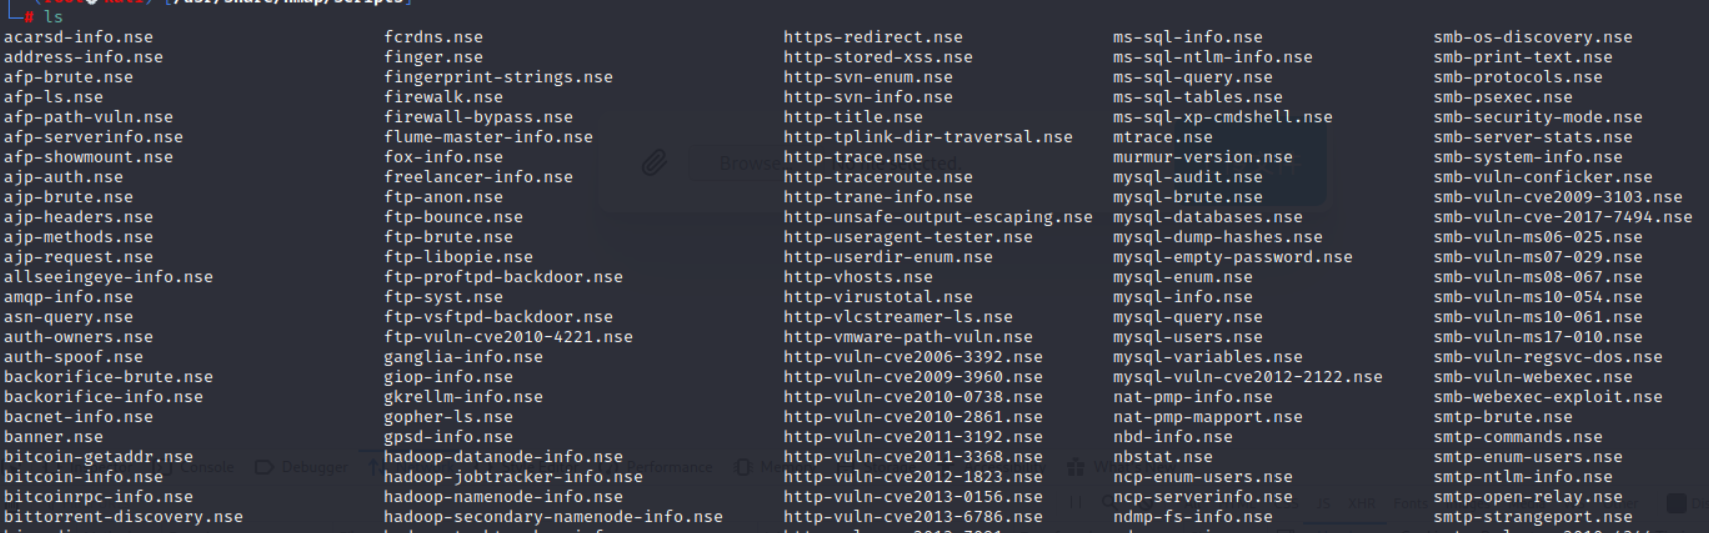 └─# ls
acarsd-info.nse fcrdns.nse https-redirect.nse ms-sql-info.nse smb-os-discovery.nse
address-info.nse finger.nse http-stored-xss.nse ms-sql-ntlm-info.nse smb-print-text.nse
afp-brute.nse fingerprint-strings.nse http-svn-enum.nse ms-sql-query.nse smb-protocols.nse
afp-ls.nse firewalk.nse http-svn-info.nse ms-sql-tables.nse smb-psexec.nse
afp-path-vuln.nse firewall-bypass.nse http-title.nse ms-sql-xp-cmdshell.nse smb-security-mode.nse
afp-serverinfo.nse flume-master-info.nse http-tplink-dir-traversal.nse mtrace.nse smb-server-stats.nse
afp-showmount.nse fox-info.nse http-trace.nse murmur-version.nse smb-system-info.nse
ajp-auth.nse freelancer-info.nse http-traceroute.nse mysql-audit.nse smb-vuln-conficker.nse
ajp-brute.nse ftp-anon.nse http-trane-info.nse mysql-brute.nse smb-vuln-cve2009-3103.nse
ajp-headers.nse ftp-bounce.nse http-unsafe-output-escaping.nse mysql-databases.nse smb-vuln-cve-2017-7494.nse
ajp-methods.nse ftp-brute.nse http-useragent-tester.nse mysql-dump-hashes.nse smb-vuln-ms06-025.nse
ajp-request.nse ftp-libopie.nse http-userdir-enum.nse mysql-empty-password.nse smb-vuln-ms07-029.nse
allseeingeye-info.nse ftp-proftpd-backdoor.nse http-vhosts.nse mysql-enum.nse smb-vuln-ms08-067.nse
amqp-info.nse ftp-syst.nse http-virustotal.nse mysql-info.nse smb-vuln-ms10-054.nse
asn-query.nse ftp-vsftpd-backdoor.nse http-vlcstreamer-ls.nse mysql-query.nse smb-vuln-ms10-061.nse
auth-owners.nse ftp-vuln-cve2010-4221.nse http-vmware-path-vuln.nse mysql-users.nse smb-vuln-ms17-010.nse
auth-spoof.nse ganglia-info.nse http-vuln-cve2006-3392.nse mysql-variables.nse smb-vuln-regsvc-dos.nse
backorifice-brute.nse giop-info.nse http-vuln-cve2009-3960.nse mysql-vuln-cve2012-2122.nse smb-vuln-webexec.nse
backorifice-info.nse gkrellm-info.nse http-vuln-cve2010-0738.nse nat-pmp-info.nse smb-webexec-exploit.nse
bacnet-info.nse gopher-ls.nse http-vuln-cve2010-2861.nse nat-pmp-mapport.nse smtp-brute.nse
banner.nse gpsd-info.nse http-vuln-cve2011-3192.nse nbd-info.nse smtp-commands.nse
bitcoin-getaddr.nse hadoop-datanode-info.nse http-vuln-cve2011-3368.nse nbstat.nse smtp-enum-users.nse
bitcoin-info.nse hadoop-jobtracker-info.nse http-vuln-cve2012-1823.nse ncp-enum-users.nse smtp-ntlm-info.nse
bitcoinrpc-info.nse hadoop-namenode-info.nse http-vuln-cve2013-0156.nse ncp-serverinfo.nse smtp-open-relay.nse
bittorrent-discovery.nse hadoop-secondary-namenode-info.nse http-vuln-cve2013-6786.nse ndmp-fs-info.nse smtp-strangeport.nse